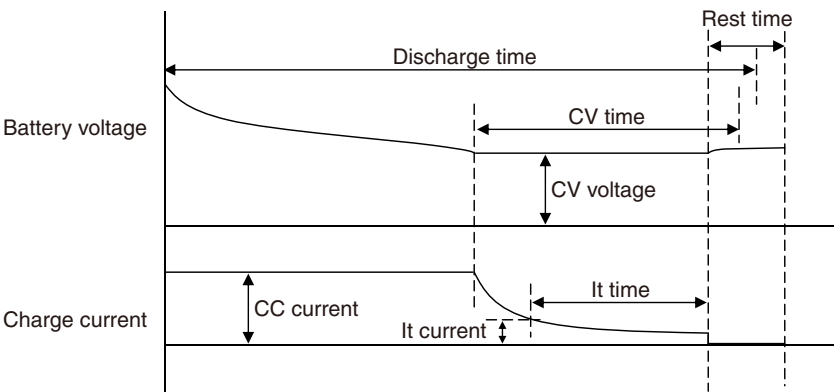 Rest time
Discharge time
Battery voltage
CV time
CV voltage
Charge current
CC current
It time
It current